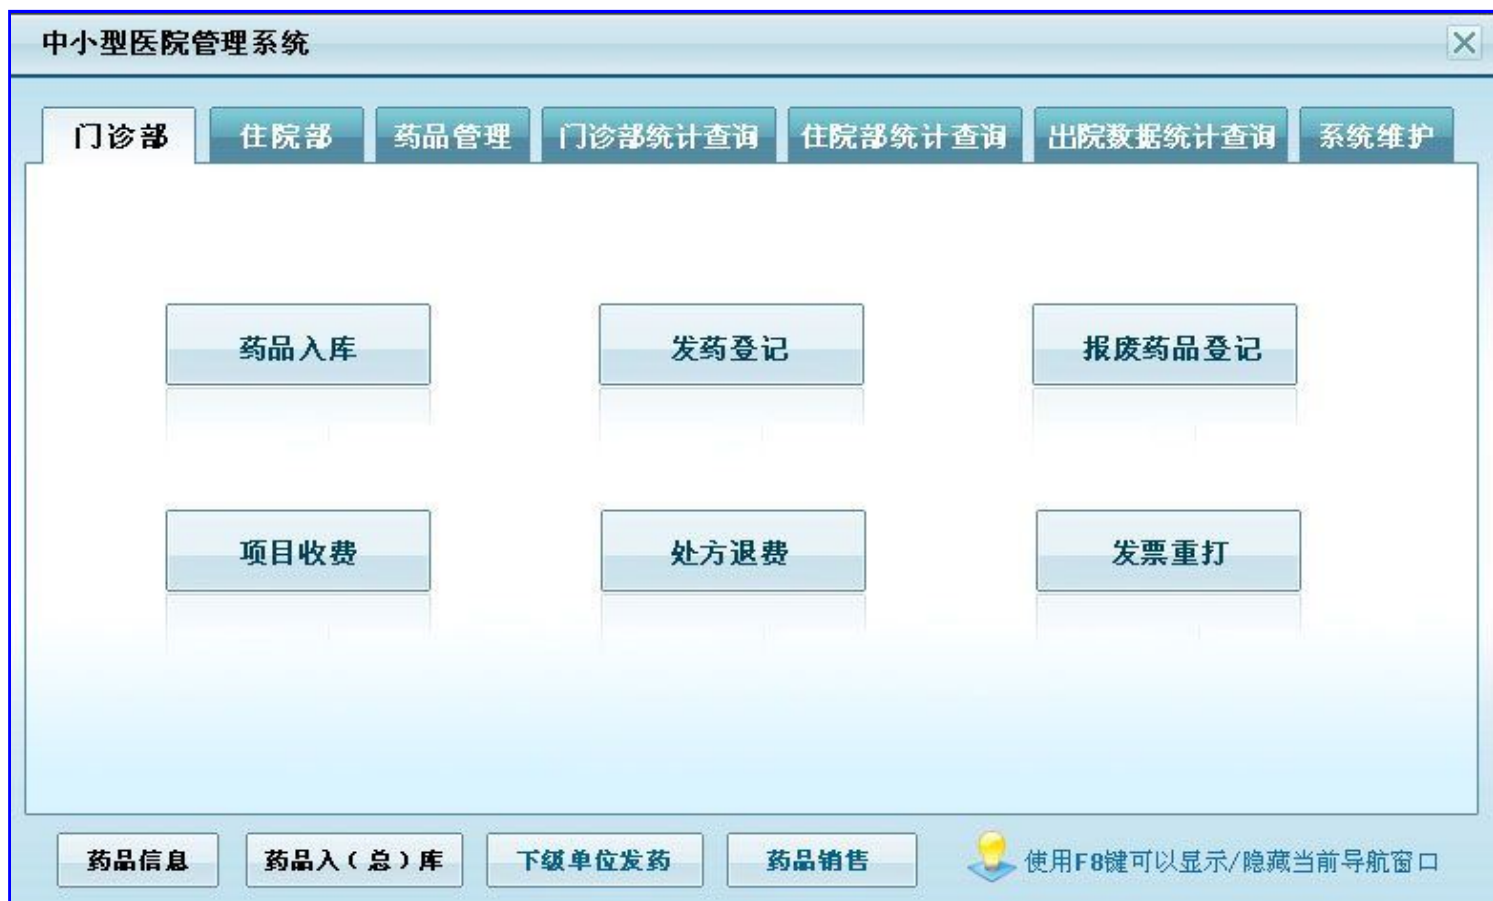 中小型医院管理系统
门诊部 住院部 药品管理 门诊部统计查询 住院部统计查询 出院数据统计查询 系统维护
药品入库 发药登记 报废药品登记
项目收费 处方退费 发票重打
药品信息 药品入（总）库 下级单位发药 药品销售 使用F8键可以显示/隐藏当前导航窗口